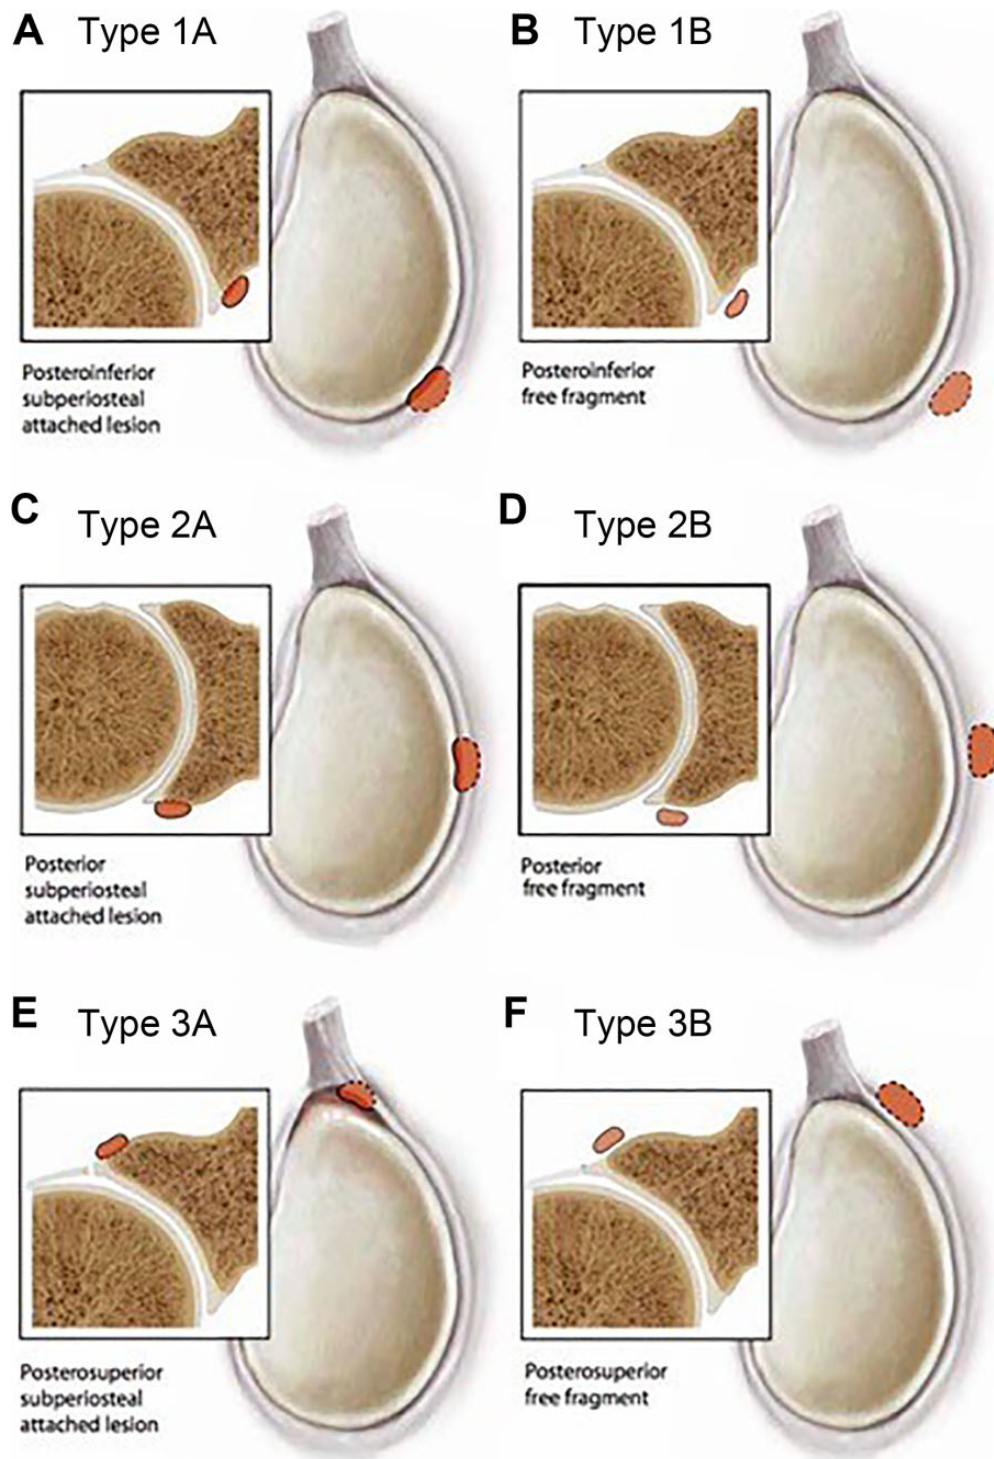 A Type 1A
B Type 1B
Posteroinferior
subperiosteal
attached lesion
Posteroinferior
free fragment
C Type 2A
D Type 2B
Posterior
subperiosteal
attached lesion
Posterior
free fragment
E Type 3A
F Type 3B
Posterosuperior
subperiosteal
attached lesion
Posterosuperior
free fragment